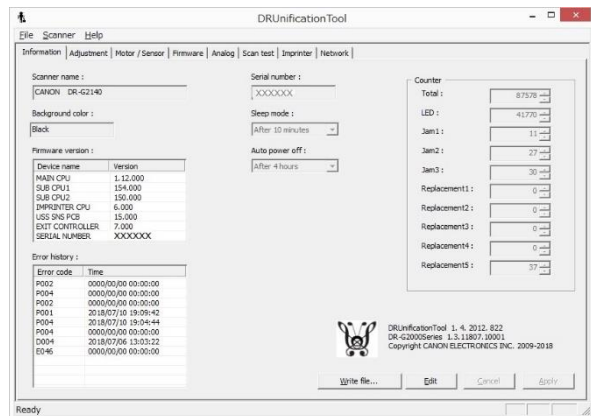 DRUnificationTool
File Scanner Help
Information Adjustment Motor / Sensor Firmware Analog Scan test Imprinter Network
Scanner name :
CANON DR-G2140
Background color :
Black
Firmware version :
Device name Version
MAIN CPU 1.12.000
SUB CPU1 154.000
SUB CPU2 150.000
IMPRINTER CPU 6.000
USS SNS PCB 15.000
EXIT CONTROLLER 7.000
SERIAL NUMBER XXXXXX
Error history :
Error code Time
P002 0000/00/00 00:00:00
P004 0000/00/00 00:00:00
P002 0000/00/00 00:00:00
P001 2018/07/10 19:09:42
P004 2018/07/10 19:04:44
P004 0000/00/00 00:00:00
D004 2018/07/06 13:03:22
E046 0000/00/00 00:00:00
Serial number :
XXXXXX
Sleep mode :
After 10 minutes
Auto power off :
After 4 hours
Counter
Total : 87578
LED : 41770
Jam1 : 11
Jam2 : 27
Jam3 : 30
Replacement1 : 0
Replacement2 : 0
Replacement3 : 0
Replacement4 : 0
Replacement5 : 37
DRUnificationTool 1. 4. 2012. 822
DR-G2000Series 1.3.11807.10001
Copyright CANON ELECTRONICS INC. 2009-2018
Write file... Edit Cancel Apply
Ready